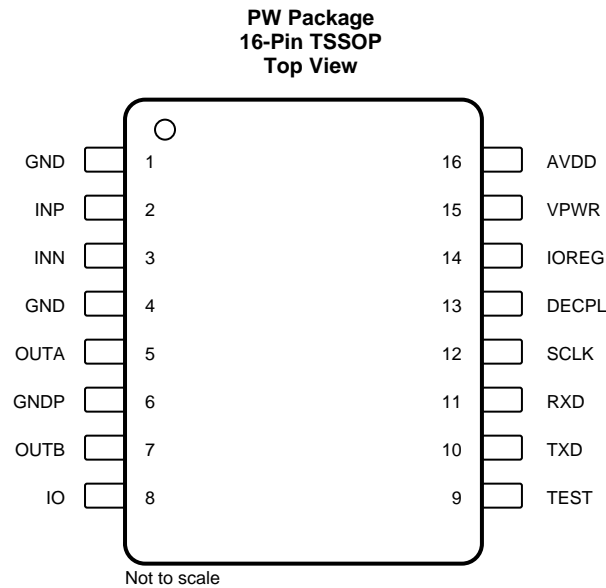 PW Package
16-Pin TSSOP
Top View
GND 1 16 AVDD
INP 2 15 VPWR
INN 3 14 IOREG
GND 4 13 DECPL
OUTA 5 12 SCLK
GNDP 6 11 RXD
OUTB 7 10 TXD
IO 8 9 TEST
Not to scale